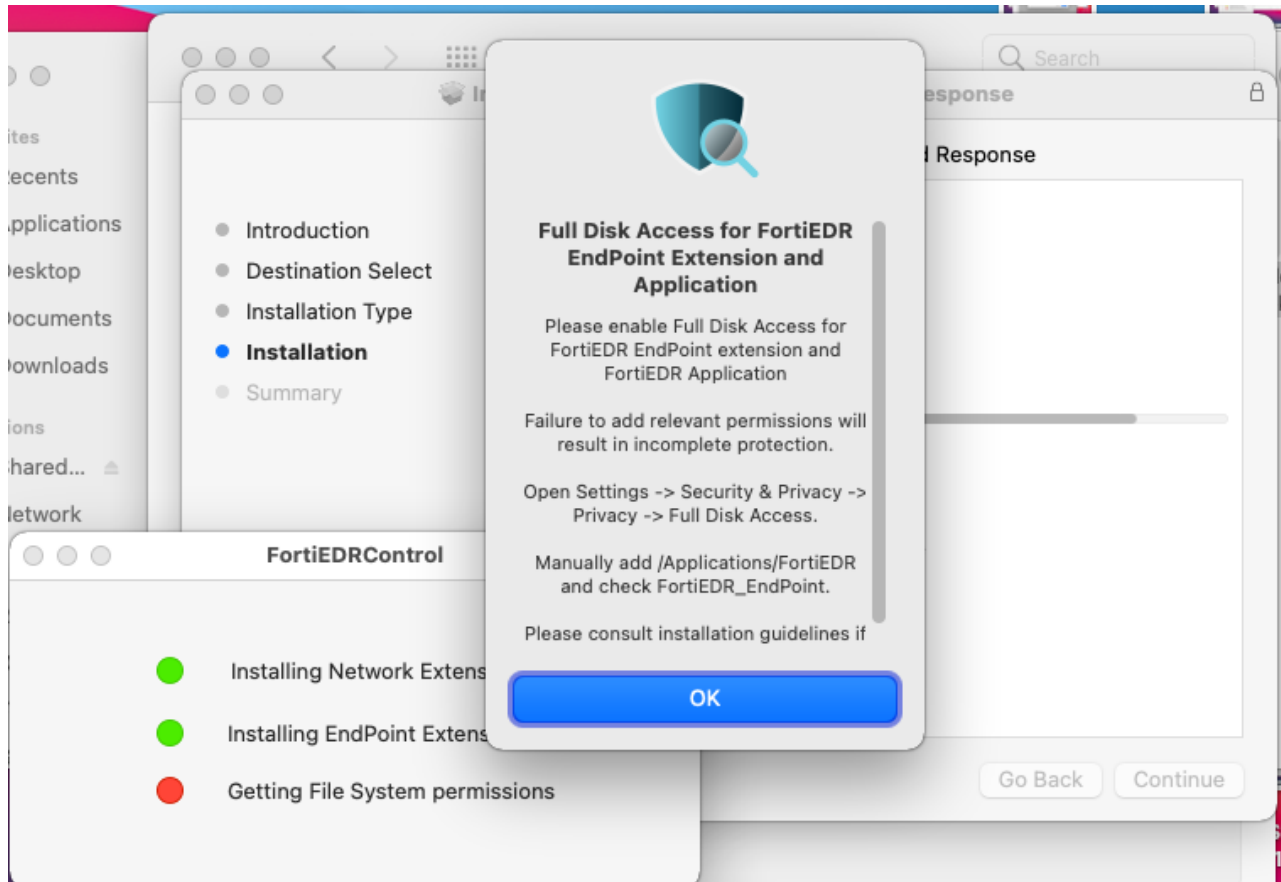 Search
esponse
Response
Recents
Applications
Desktop
Documents
Downloads
Shared...
Network
Introduction
Destination Select
Installation Type
Installation
Summary
Full Disk Access for FortiEDR
EndPoint Extension and
Application
Please enable Full Disk Access for
FortiEDR EndPoint extension and
FortiEDR Application
Failure to add relevant permissions will
result in incomplete protection.
Open Settings -> Security & Privacy ->
Privacy -> Full Disk Access.
Manually add /Applications/FortiEDR
and check FortiEDR_EndPoint.
Please consult installation guidelines if
OK
Go Back
Continue
FortiEDRControl
Installing Network Extens
Installing EndPoint Extens
Getting File System permissions